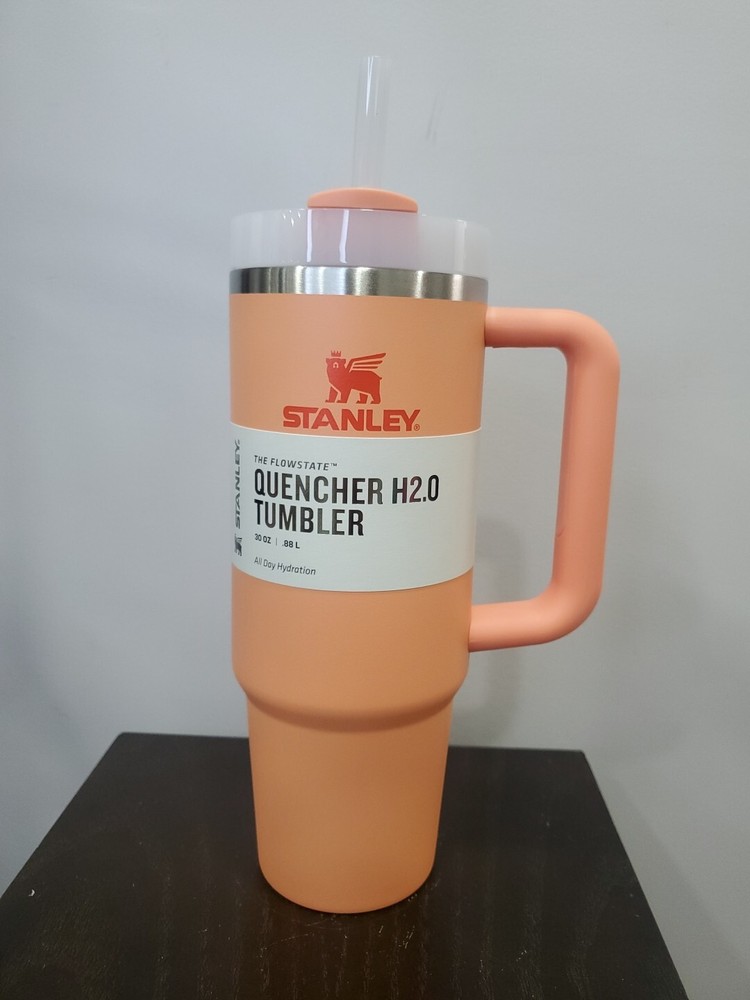 STANLEY®
STANLEY®
THE FLOWSTATE™
QUENCHER H2.0
TUMBLER
30 OZ | .88 L
All Day Hydration